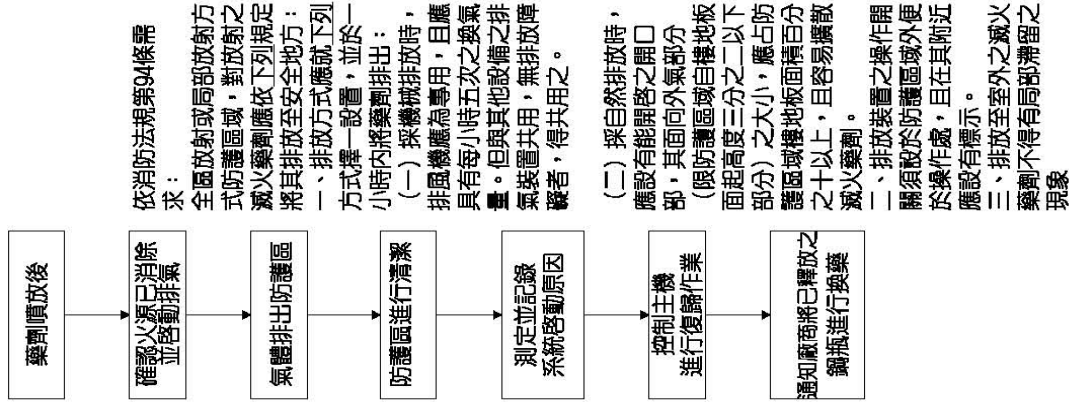 藥劑噴放後
確認火源已消除
並啓動排氣
氣體排出防護區
防護區進行清潔
測定並記錄
系統啓動原因
控制主機
進行復歸作業
通知廠商將已釋放之
鋼瓶進行換藥
依消防法規第94條需
求：
全區放射或局部放射方
式防護區域，對放射之
滅火藥劑應依下列規定
將其排放至安全地方：
一、排放方式應就下列
方式擇一設置，並於一
小時內將藥劑排出：
（一）採機械排放時，
排風機應為專用，且應
具有每小時五次之換氣
量。但與其他設備之排
氣裝置共用，無排放障
礙者，得共用之。
（二）採自然排放時，
應設有能開啓之開口
部，其面向外氣部分
（限防護區域自樓地板
面起高度三分之二以下
部分）之大小，應占防
護區域樓地板面積百分
之十以上，且容易擴散
滅火藥劑。
二、排放裝置之操作開
關須設於防護區域外便
於操作處，且在其附近
應設有標示。
三、排放至室外之滅火
藥劑不得有局部滯留之
現象